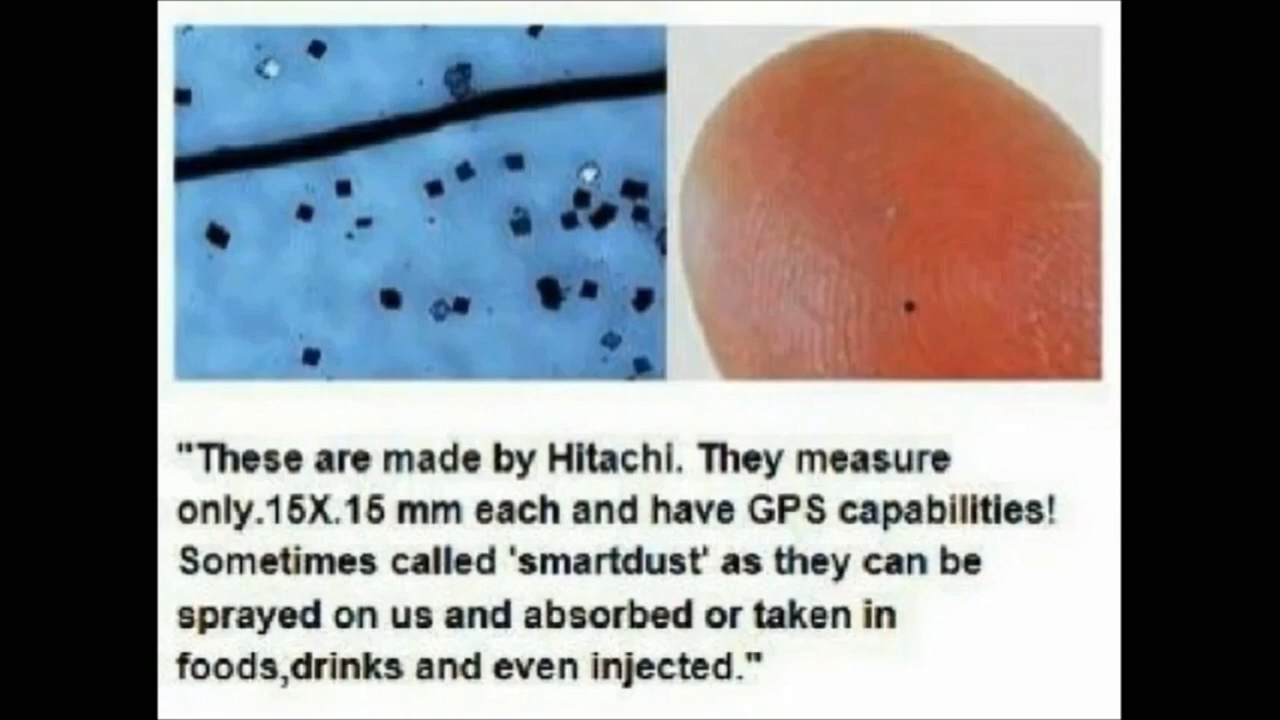 "These are made by Hitachi. They measure
only.15X.15 mm each and have GPS capabilities!
Sometimes called 'smartdust' as they can be
sprayed on us and absorbed or taken in
foods,drinks and even injected."